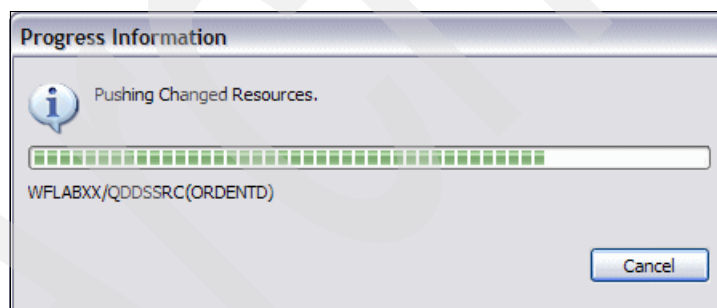 Progress Information
Pushing Changed Resources.
WFLABXX/QDDSSRC(ORDENTD)
Cancel